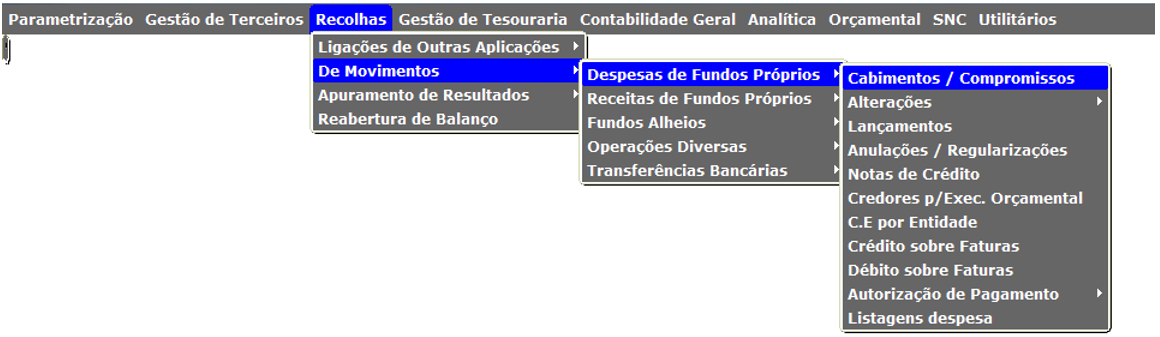 Parametrização Gestão de Terceiros Recolhas Gestão de Tesouraria Contabilidade Geral Analítica Orçamental SNC Utilitários
Ligações de Outras Aplicações
De Movimentos
Apuramento de Resultados
Reabertura de Balanço
Despesas de Fundos Próprios
Receitas de Fundos Próprios
Fundos Alheios
Operações Diversas
Transferências Bancárias
Cabimentos / Compromissos
Alterações
Lançamentos
Anulações / Regularizações
Notas de Crédito
Credores p/Exec. Orçamental
C.E por Entidade
Crédito sobre Faturas
Débito sobre Faturas
Autorização de Pagamento
Listagens despesa